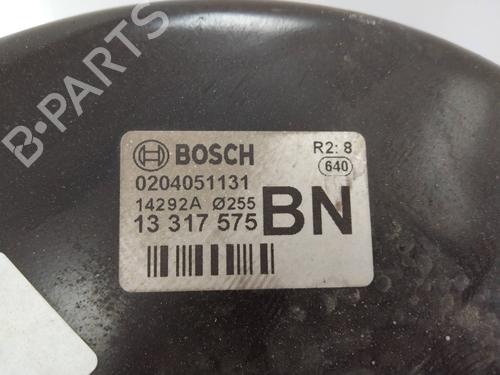 B-PARTS
BOSCH
R2: 8
640
0204051131
14292A Ø255
13 317 575 BN